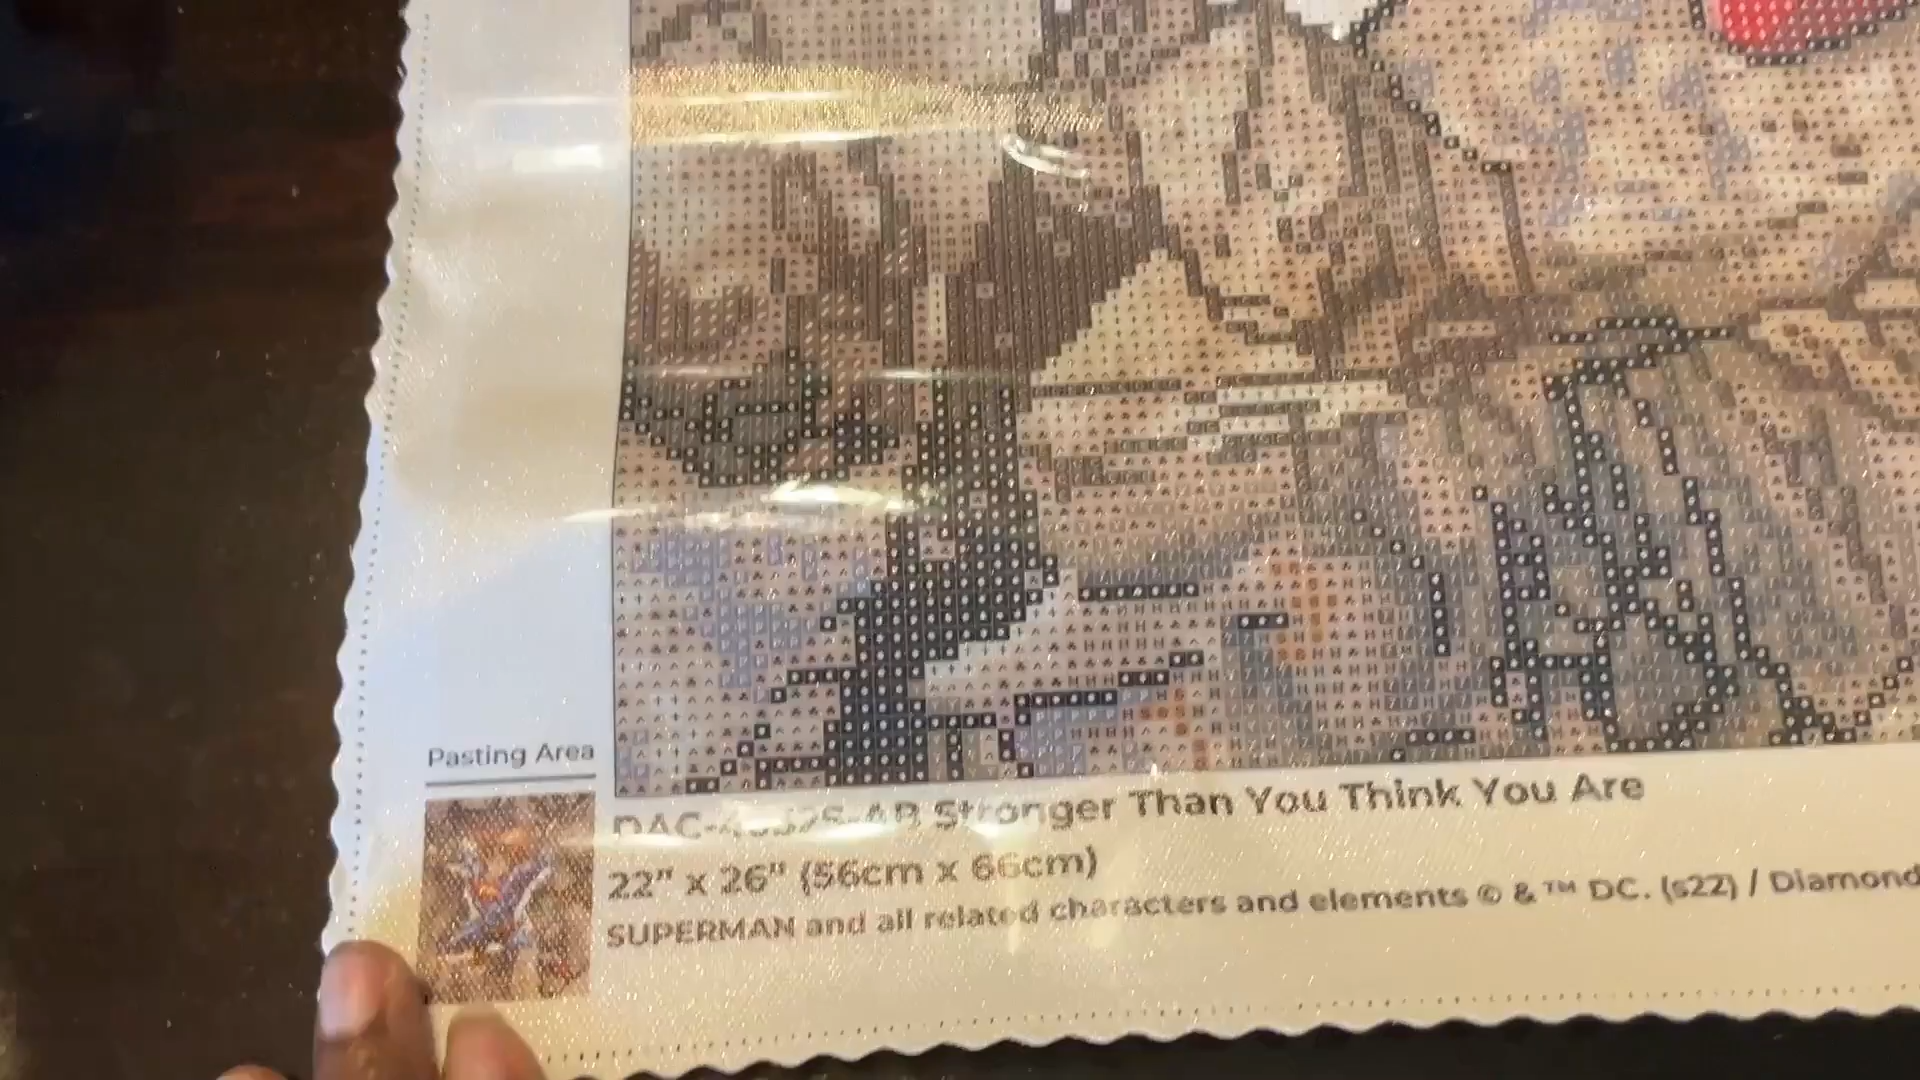 Pasting Area
Stronger Than You Think You Are
22" x 26" (56cm x 66cm)
SUPERMAN and all related characters and elements © & ™ DC. (s22) / Diamond